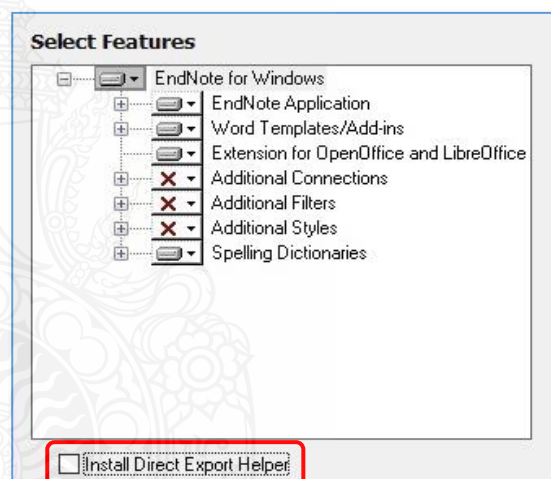 Select Features
EndNote for Windows
EndNote Application
Word Templates/Add-ins
Extension for OpenOffice and LibreOffice
Additional Connections
Additional Filters
Additional Styles
Spelling Dictionaries
Install Direct Export Helper